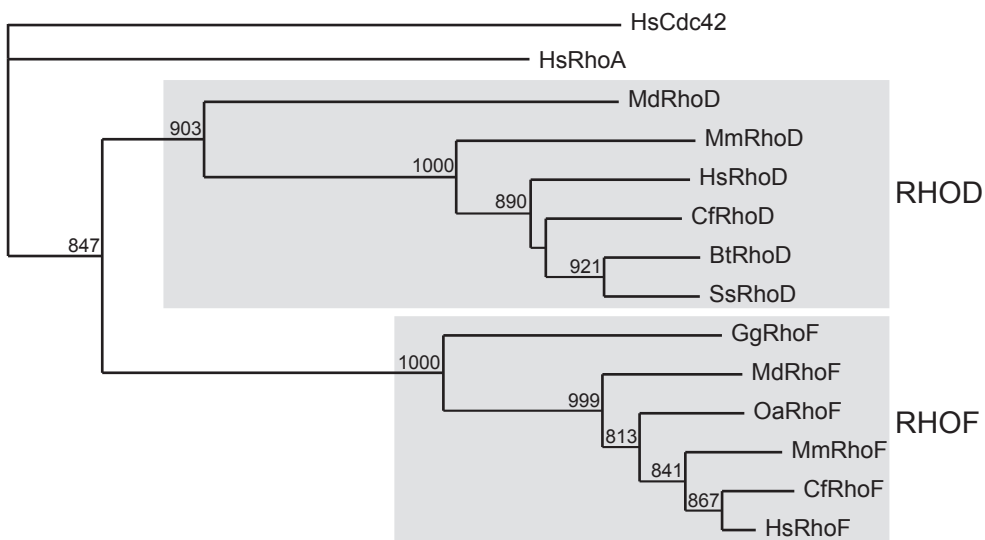 HsCdc42
HsRhoA
MdRhoD
903
MmRhoD
1000
HsRhoD
RHOD
890
CfRhoD
847
BtRhoD
921
SsRhoD
GgRhoF
1000
MdRhoF
999
OaRhoF
RHOF
813
MmRhoF
841
CfRhoF
867
HsRhoF